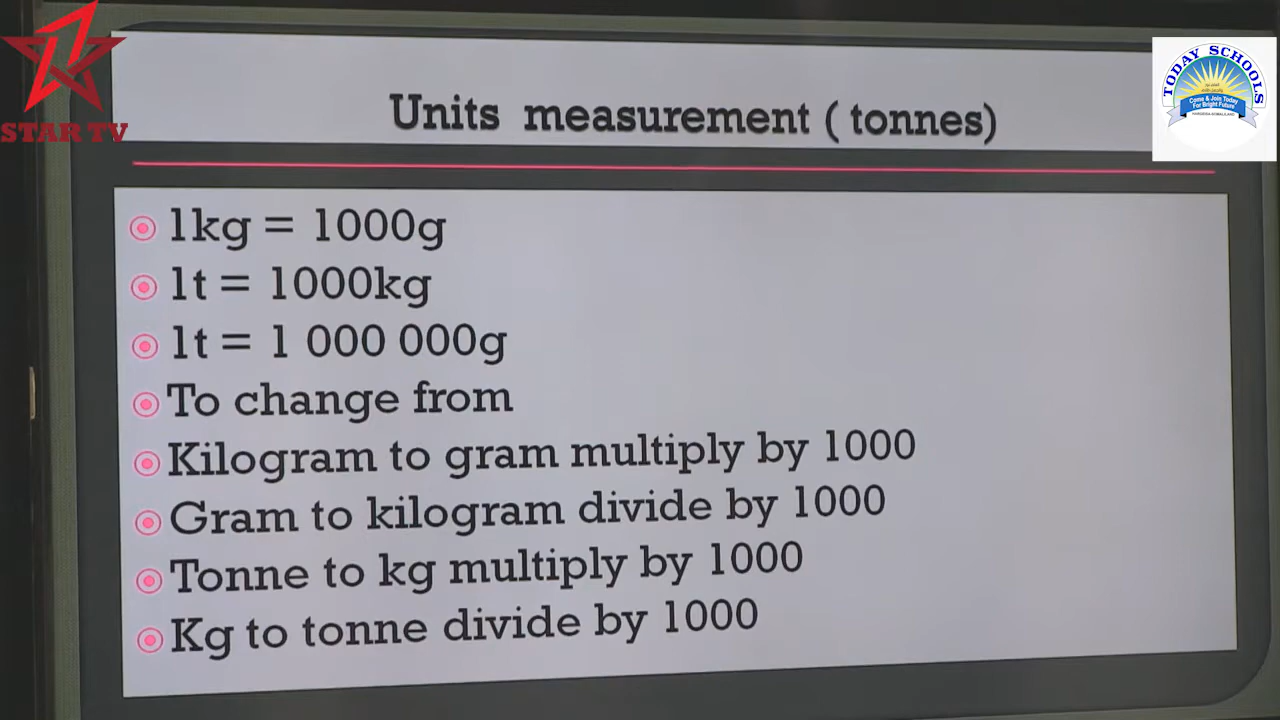 STAR TV
TODAY SCHOOLS
Come & Join Today
For Bright Future
HARGEISA-SOMALILAND
Units measurement ( tonnes)
1kg = 1000g
1t = 1000kg
1t = 1 000 000g
To change from
Kilogram to gram multiply by 1000
Gram to kilogram divide by 1000
Tonne to kg multiply by 1000
Kg to tonne divide by 1000